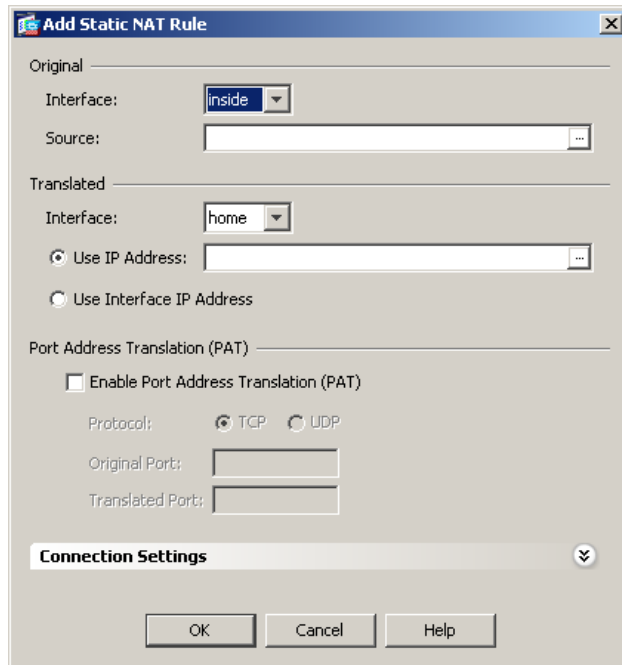 Add Static NAT Rule
Original
Interface: inside
Source: ...
Translated
Interface: home
Use IP Address: ...
Use Interface IP Address
Port Address Translation (PAT)
Enable Port Address Translation (PAT)
Protocol: TCP UDP
Original Port:
Translated Port:
Connection Settings
OK Cancel Help